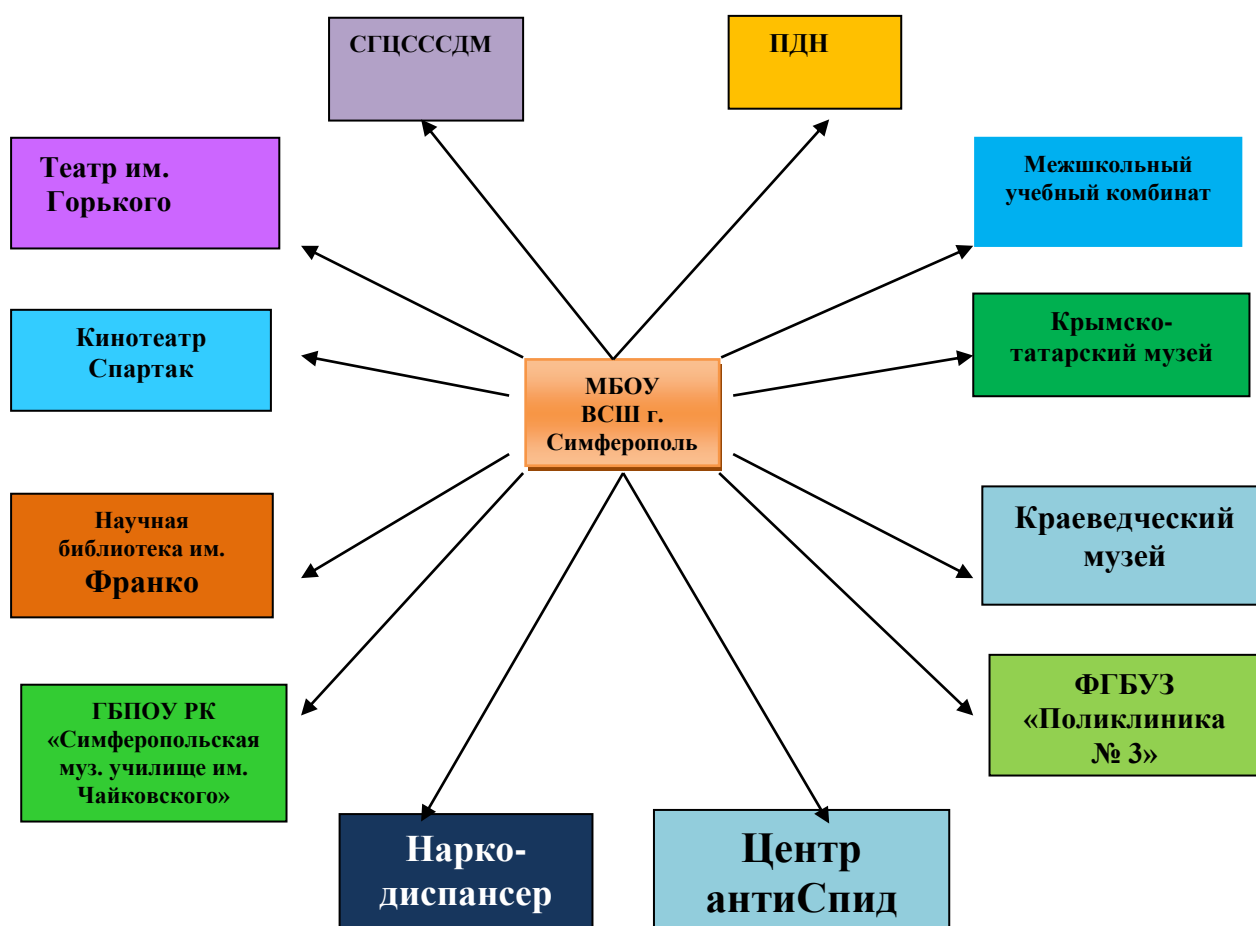 СГЦСССДМ
ПДН
Театр им.
Горького
Межшкольный
учебный комбинат
Кинотеатр
Спартак
Крымско-
татарский музей
МБОУ
ВСШ г.
Симферополь
Научная
библиотека им.
Франко
Краеведческий
музей
ГБПОУ РК
«Симферопольская
муз. училище им.
Чайковского»
ФГБУЗ
«Поликлиника
№ 3»
Нарко-
диспансер
Центр
антиСпид